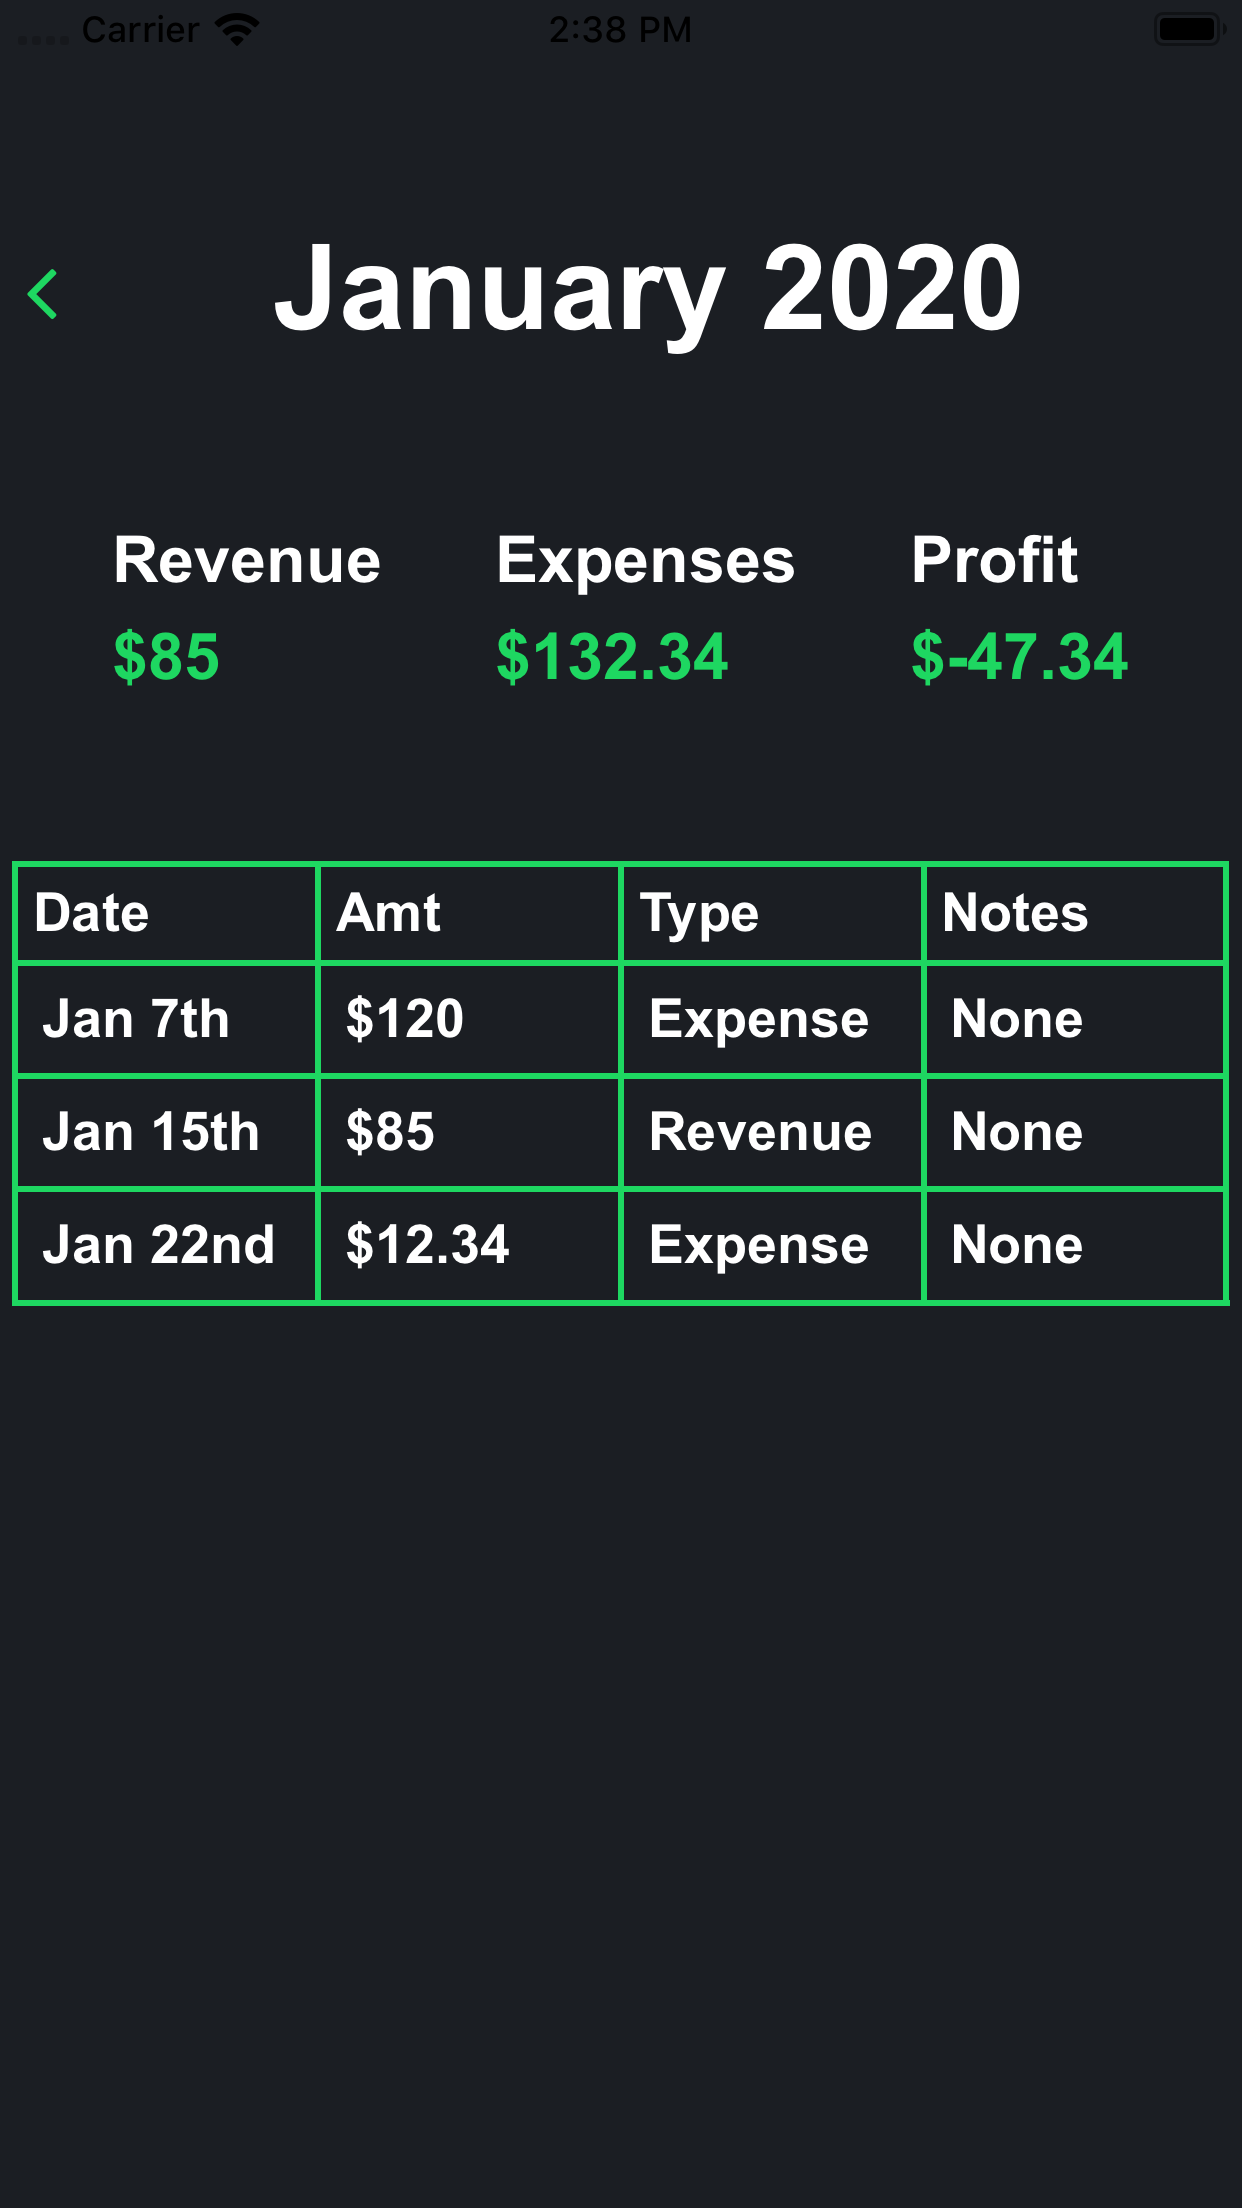 Carrier 2:38 PM
January 2020
Revenue Expenses Profit
$85 $132.34 $-47.34
Date Amt Type Notes
Jan 7th $120 Expense None
Jan 15th $85 Revenue None
Jan 22nd $12.34 Expense None